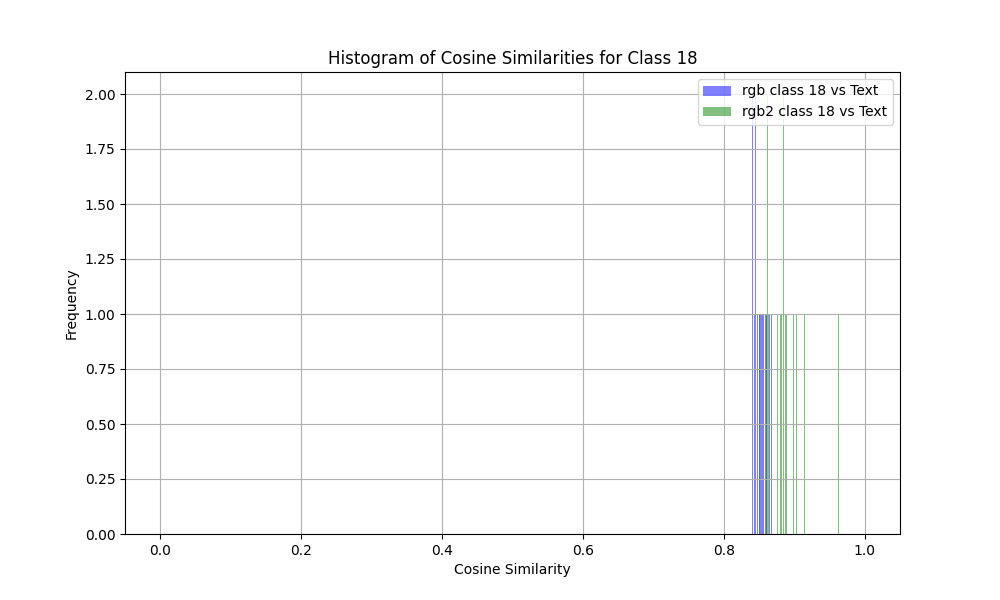 Histogram of Cosine Similarities for Class 18
rgb class 18 vs Text
rgb2 class 18 vs Text
Frequency
2.00
1.75
1.50
1.25
1.00
0.75
0.50
0.25
0.00
0.0 0.2 0.4 0.6 0.8 1.0
Cosine Similarity